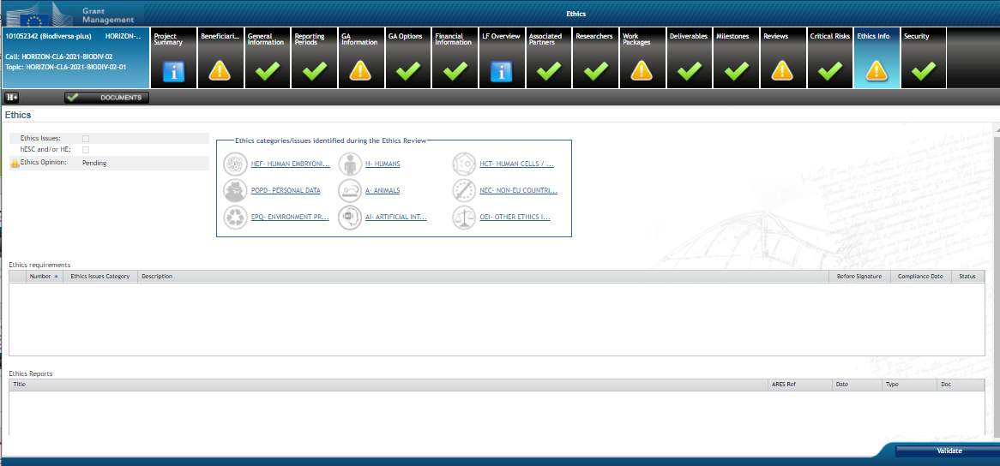 Grant
Management
Ethics
101052342 (Biodiversa-plus) HORIZON-..
Call: HORIZON-CL6-2021-BIODIV-02
Topic: HORIZON-CL6-2021-BIODIV-02-01
Project
Summary
Beneficiari...
General
Information
Reporting
Periods
GA
Information
GA Options
Financial
Information
LF Overview
Associated
Partners
Researchers
Work
Packages
Deliverables
Milestones
Reviews
Critical Risks
Ethics Info
Security
DOCUMENTS
Ethics
Ethics Issues:
hESC and/or HE:
Ethics Opinion: Pending
Ethics categories/issues identified during the Ethics Review
HEF- HUMAN EMBRYONI... H- HUMANS HCT- HUMAN CELLS / ...
POPD- PERSONAL DATA A- ANIMALS NEC- NON-EU COUNTRI...
EPQ- ENVIRONMENT PR... AI- ARTIFICIAL INT... OEI- OTHER ETHICS I...
Ethics requirements
Number Ethics Issues Category Description Before Signature Compliance Date Status
Ethics Reports
Title ARES Ref Date Type Doc
Validate